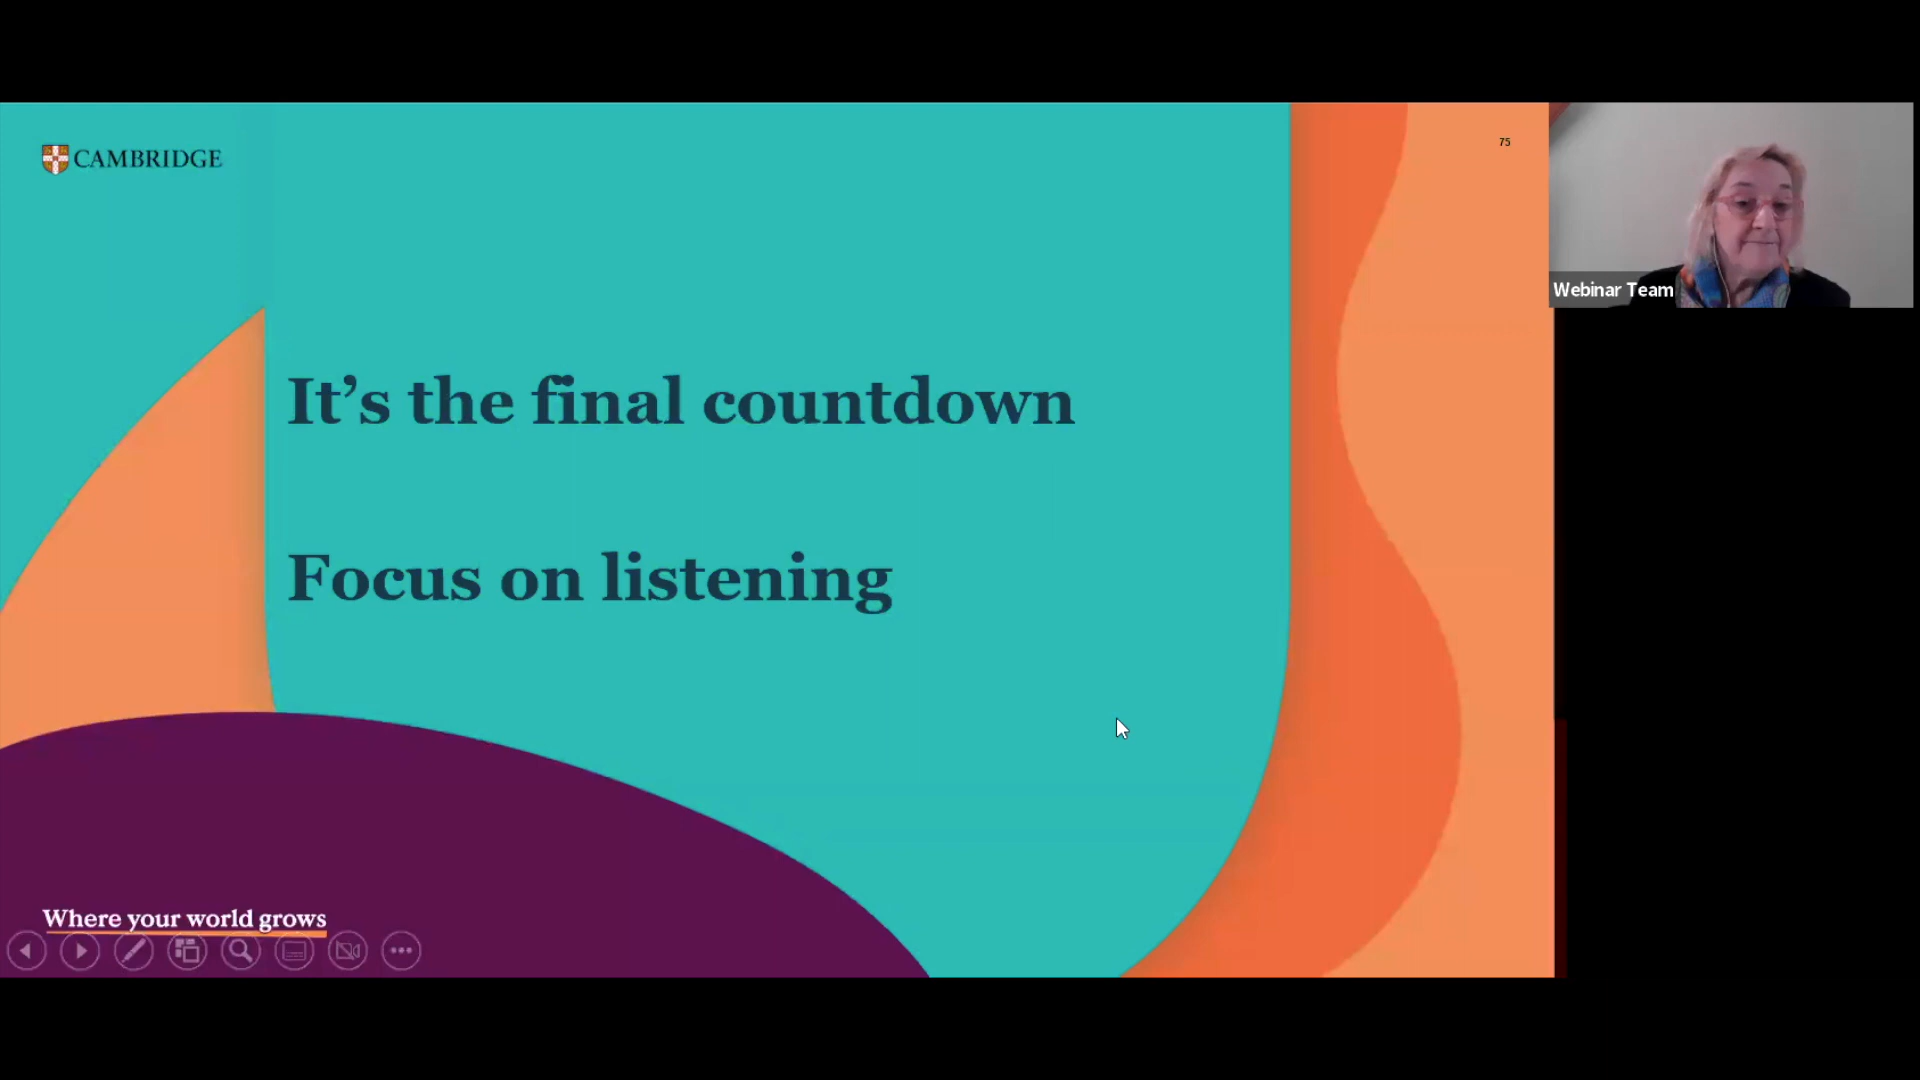 CAMBRIDGE
75
It’s the final countdown
Focus on listening
Webinar Team
Where your world grows